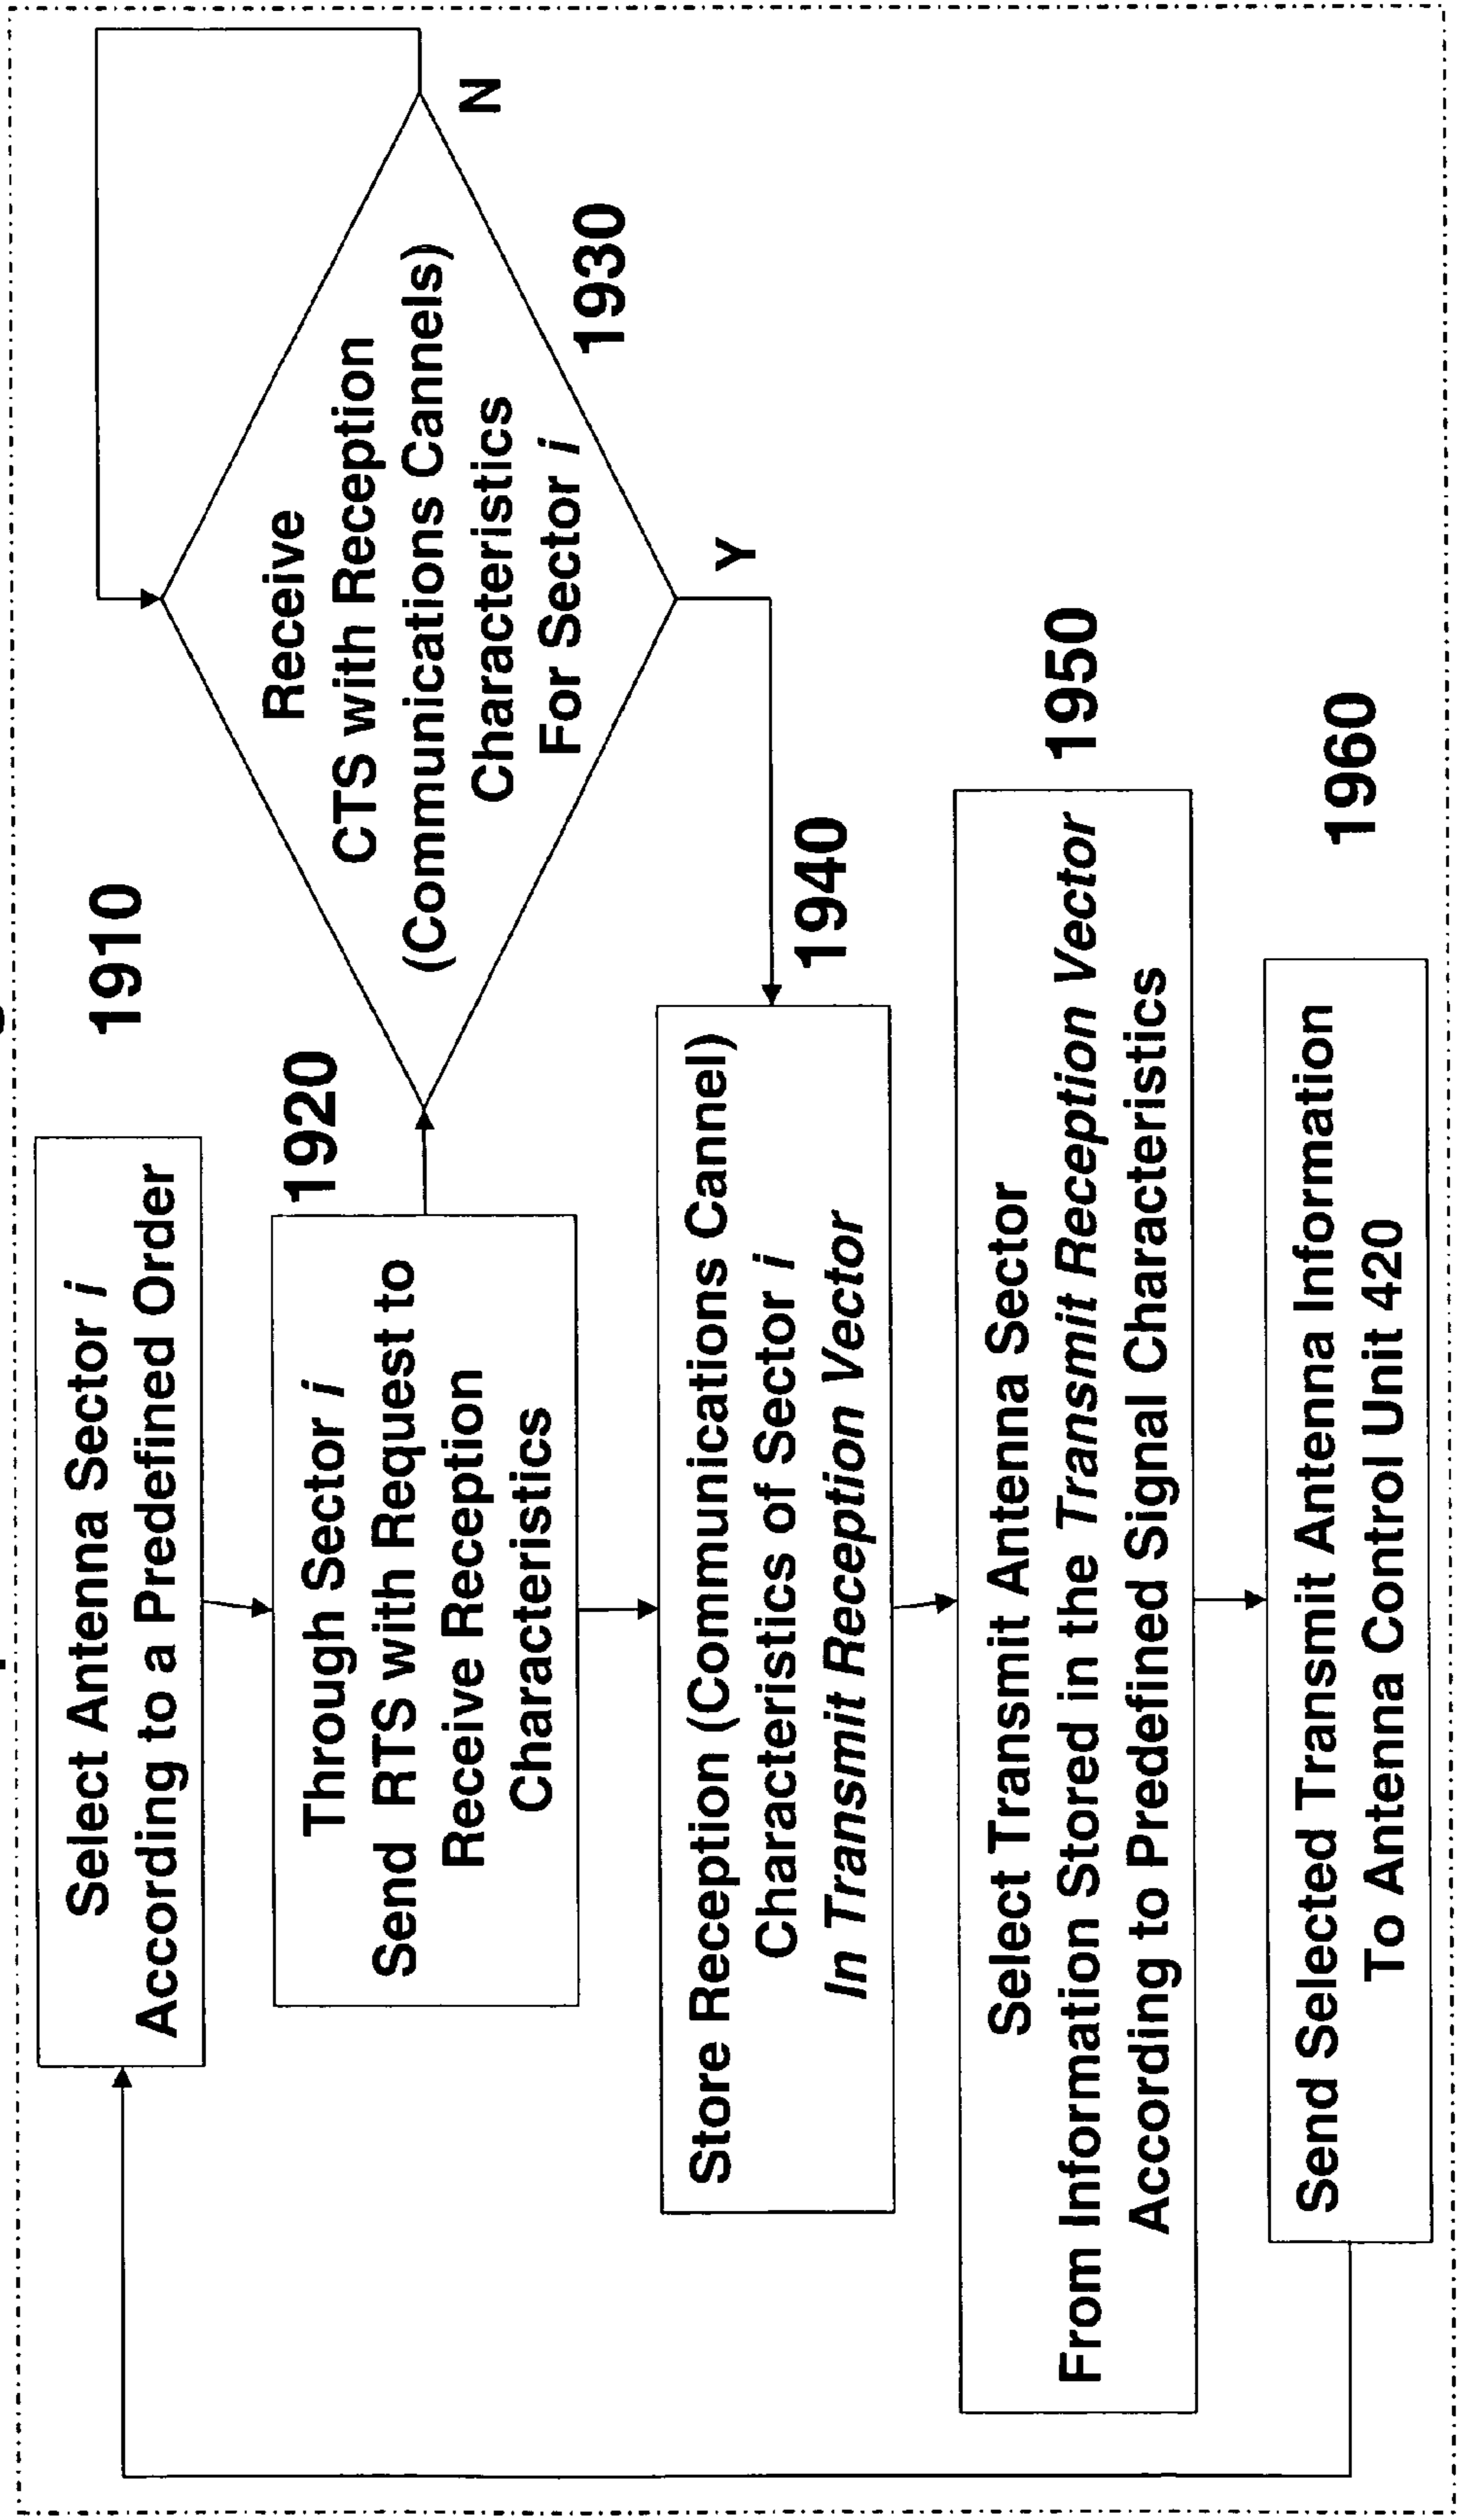 Select Antenna Sector i
According to a Predefined Order
1910
Through Sector i
Send RTS with Request to
Receive Reception
Characteristics
1920
Receive
CTS with Reception
(Communications Cannels)
Characteristics
For Sector i
N
1930
Y
Store Reception (Communications Cannel)
Characteristics of Sector i
In Transmit Reception Vector
1940
Select Transmit Antenna Sector
From Information Stored in the Transmit Reception Vector
According to Predefined Signal Characteristics
1950
Send Selected Transmit Antenna Information
To Antenna Control Unit 420
1960